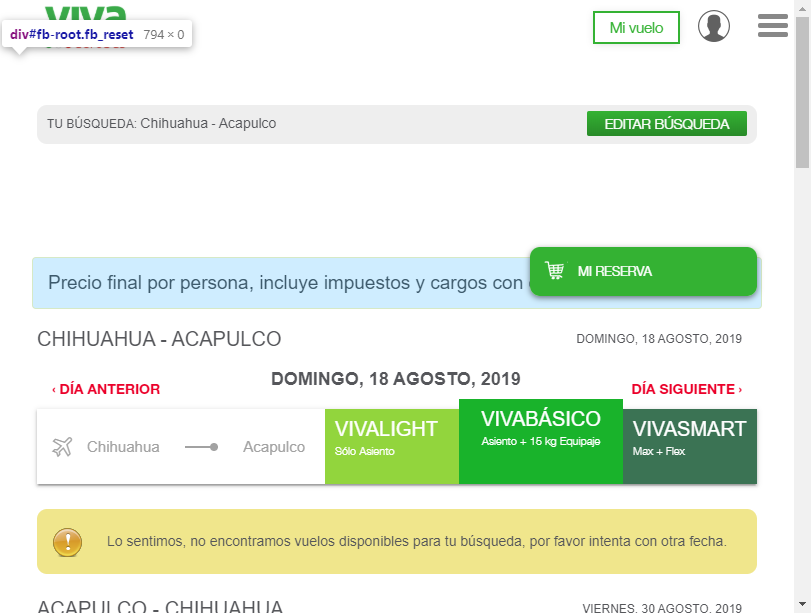 viva
div#fb-root.fb_reset 794 × 0
Mi vuelo
TU BÚSQUEDA: Chihuahua - Acapulco
EDITAR BÚSQUEDA
Precio final por persona, incluye impuestos y cargos con
MI RESERVA
CHIHUAHUA - ACAPULCO
DOMINGO, 18 AGOSTO, 2019
‹ DÍA ANTERIOR
DOMINGO, 18 AGOSTO, 2019
DÍA SIGUIENTE ›
Chihuahua
Acapulco
VIVALIGHT
Sólo Asiento
VIVABÁSICO
Asiento + 15 kg Equipaje
VIVASMART
Max + Flex
Lo sentimos, no encontramos vuelos disponibles para tu búsqueda, por favor intenta con otra fecha.
ACAPULCO - CHIHUAHUA
VIERNES, 30 AGOSTO, 2019